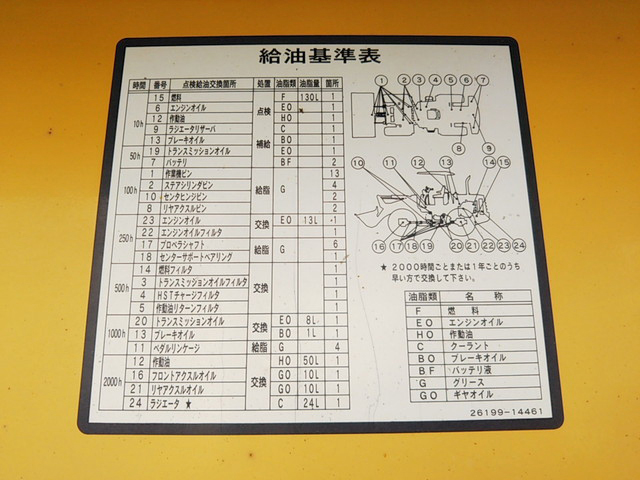 給油基準表
時間 番号 点検給油交換箇所 処置 油脂類 油脂量 箇所
10h 15 燃料 点検 F 130L 1
6 エンジンオイル EO 1
12 作動油 HO 1
9 ラジエータリザーバ C 1
13 ブレーキオイル 補給 BO 1
50h 19 トランスミッションオイル EO 1
7 バッテリ BF 2
100h 1 作業機ピン 給脂 G 13
2 ステアシリンダピン 4
10 センタヒンジピン 2
8 リヤアクスルピン 2
250h 23 エンジンオイル 交換 EO 13L 1
22 エンジンオイルフィルタ 1
17 プロペラシャフト 給脂 G 6
18 センターサポートベアリング 1
500h 14 燃料フィルタ 交換 1
3 トランスミッションオイルフィルタ 1
4 HSTチャージフィルタ 1
5 作動油リターンフィルタ 1
1000h 20 トランスミッションオイル 交換 EO 8L 1
13 ブレーキオイル BO 1L 1
11 ペダルリンケージ 給脂 G 4
2000h 12 作動油 交換 HO 50L 1
16 フロントアクスルオイル GO 10L 1
21 リヤアクスルオイル GO 10L 1
24 ラジエータ ★ C 24L 1
① ② ③ ④ ⑤ ⑥ ⑦
⑧ ⑨
⑩ ⑪ ⑫ ⑬ ⑭ ⑮
⑯ ⑰ ⑱ ⑲ ⑳ ㉑ ㉒ ㉓ ㉔
★ 2000時間ごとまたは1年ごとのうち
早い方で交換して下さい。
油脂類 名称
F 燃料
EO エンジンオイル
HO 作動油
C クーラント
BO ブレーキオイル
BF バッテリ液
G グリース
GO ギヤオイル
26199-14461